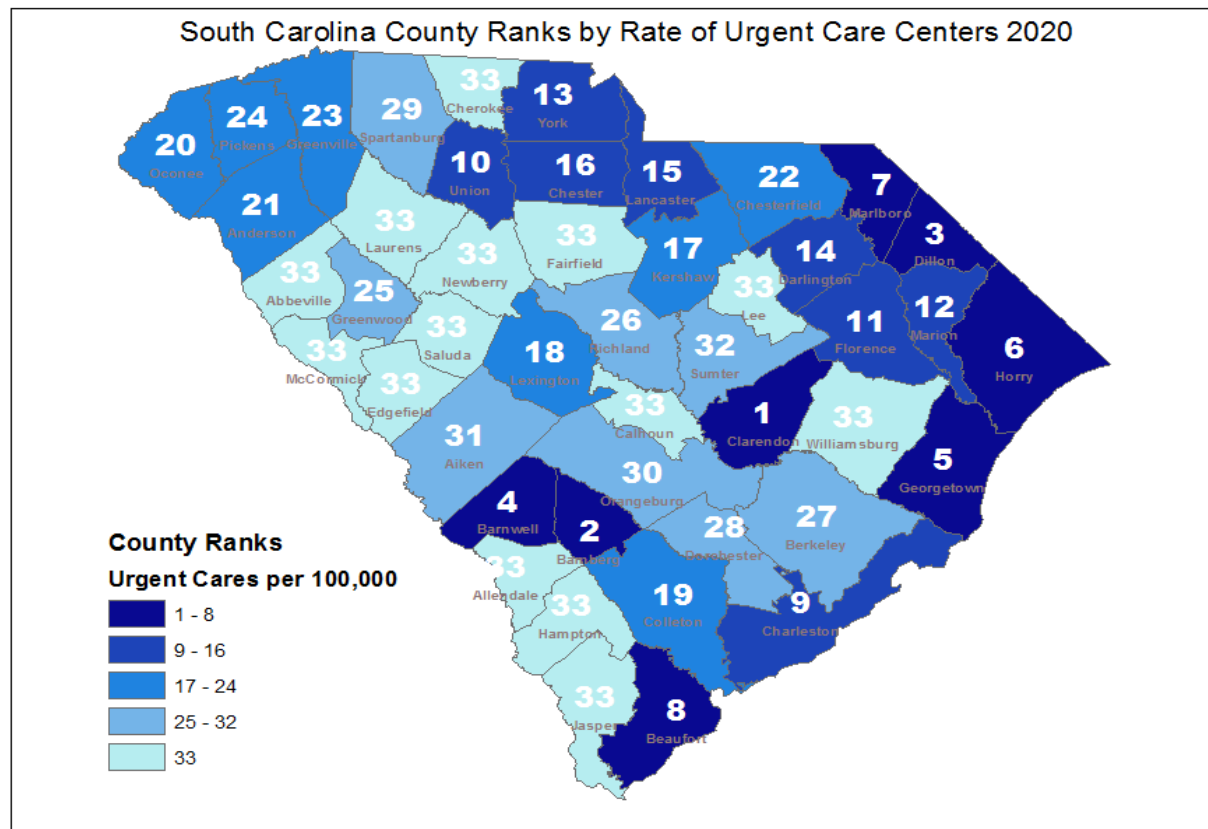 South Carolina County Ranks by Rate of Urgent Care Centers 2020
33
Cherokee
13
York
29
Spartanburg
24
Pickens
23
Greenville
20
Oconee
10
Union
16
Chester
15
Lancaster
22
Chesterfield
7
Marlboro
3
Dillon
21
Anderson
33
Laurens
33
Newberry
33
Fairfield
17
Kershaw
14
Darlington
33
Lee
33
Abbeville
25
Greenwood
33
Saluda
26
Richland
32
Sumter
11
Florence
12
Marion
6
Horry
33
McCormick
33
Edgefield
18
Lexington
33
Calhoun
1
Clarendon
33
Williamsburg
5
Georgetown
31
Aiken
30
Orangeburg
4
Barnwell
2
Bamberg
28
Dorchester
27
Berkeley
33
Allendale
33
Hampton
19
Colleton
9
Charleston
33
Jasper
8
Beaufort
County Ranks
Urgent Cares per 100,000
1 - 8
9 - 16
17 - 24
25 - 32
33